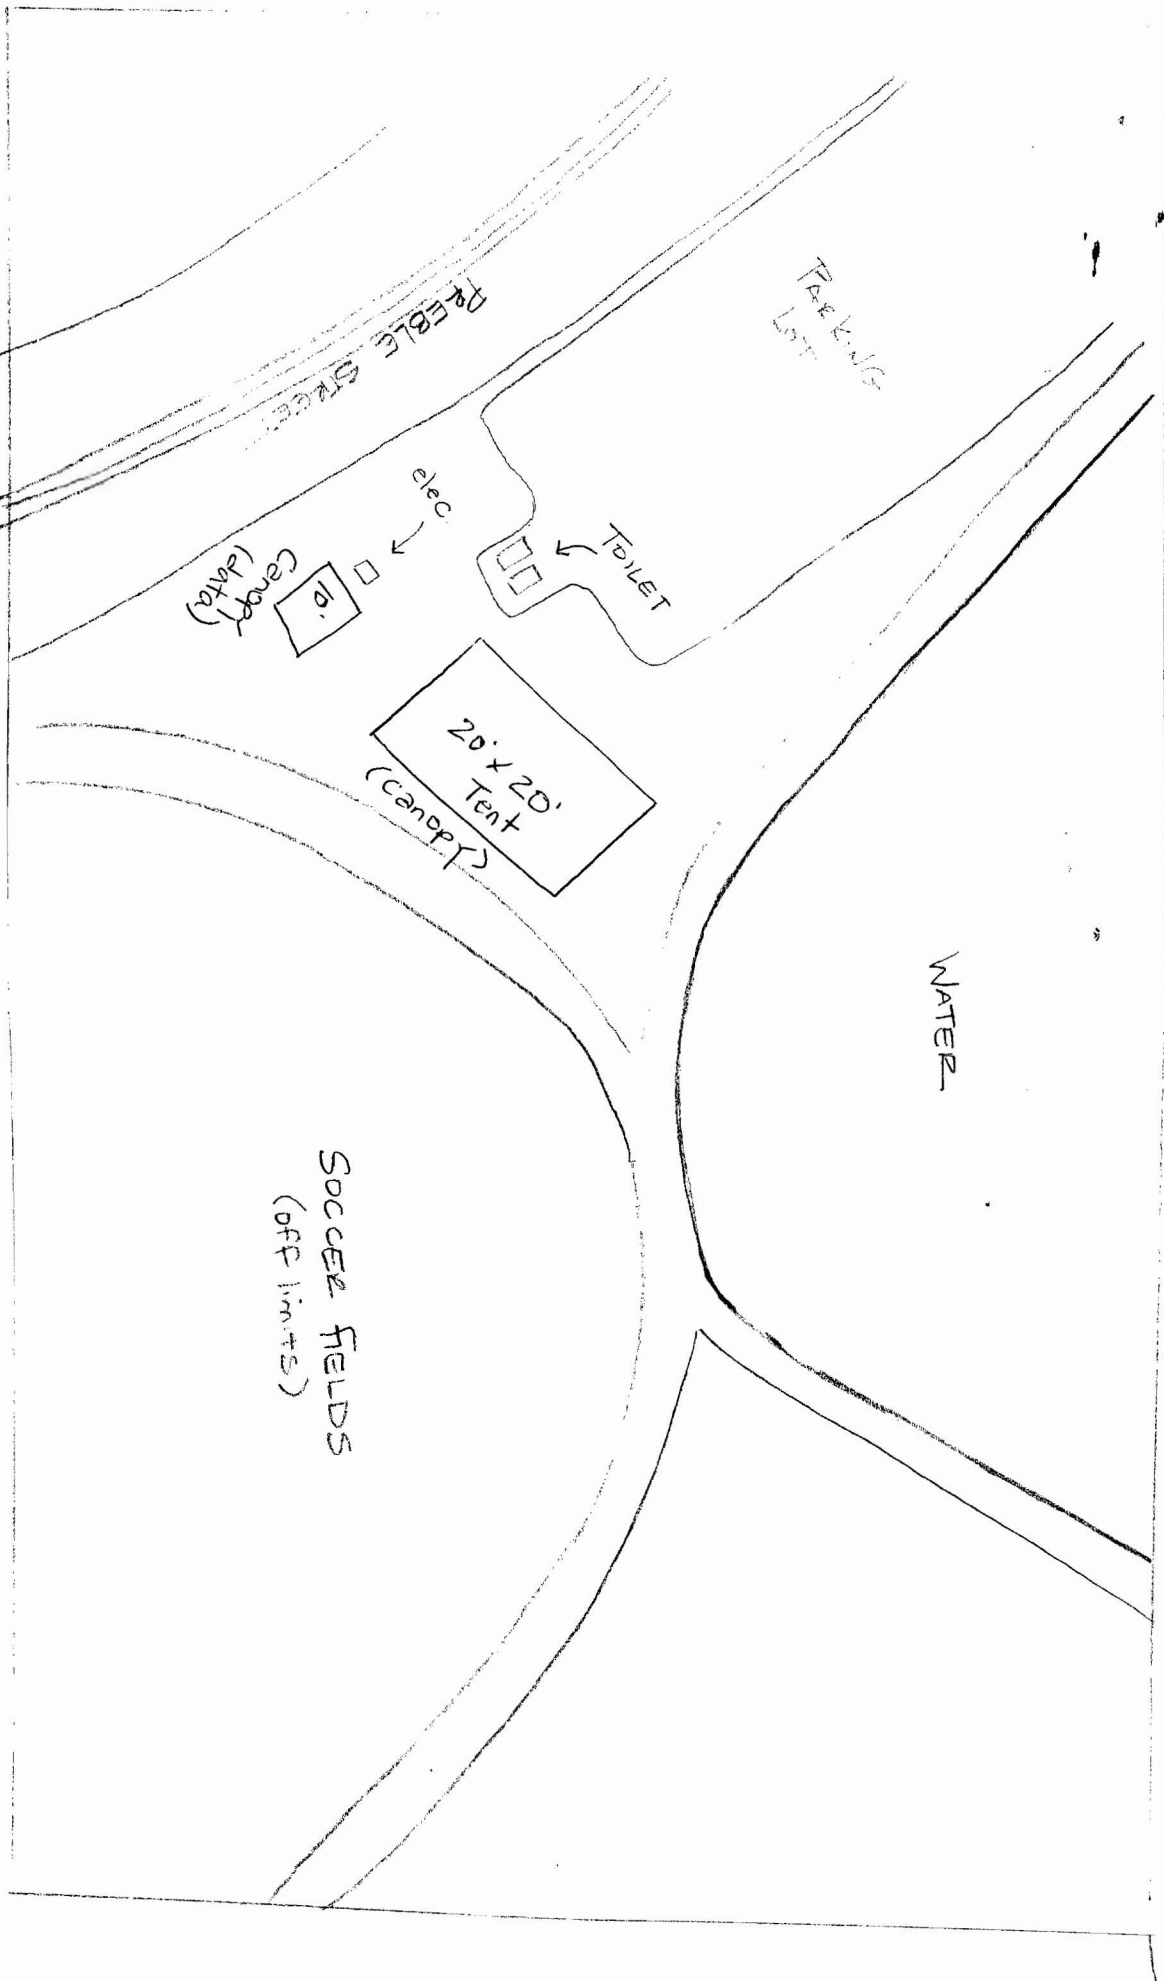 PREBLE STREET
PARKING
LOT
elec.
TOILET
Canopy
(data)
10'
20' x 20'
Tent
(canopy)
WATER
SOCCER FIELDS
(off limits)